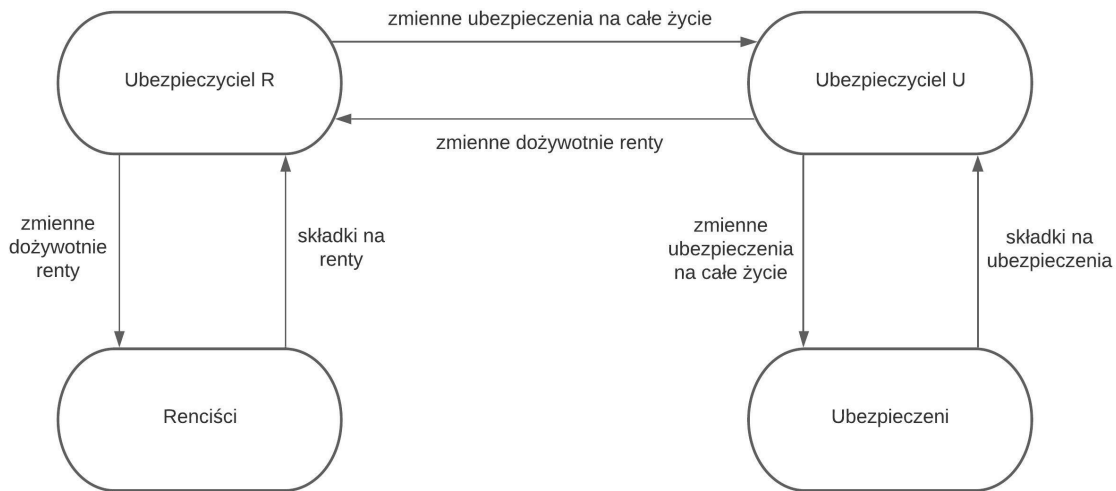 zmienne ubezpieczenia na całe życie
Ubezpieczyciel R
Ubezpieczyciel U
zmienne dożywotnie renty
zmienne
dożywotnie
renty
składki na
renty
zmienne
ubezpieczenia
na całe życie
składki na
ubezpieczenia
Renciści
Ubezpieczeni